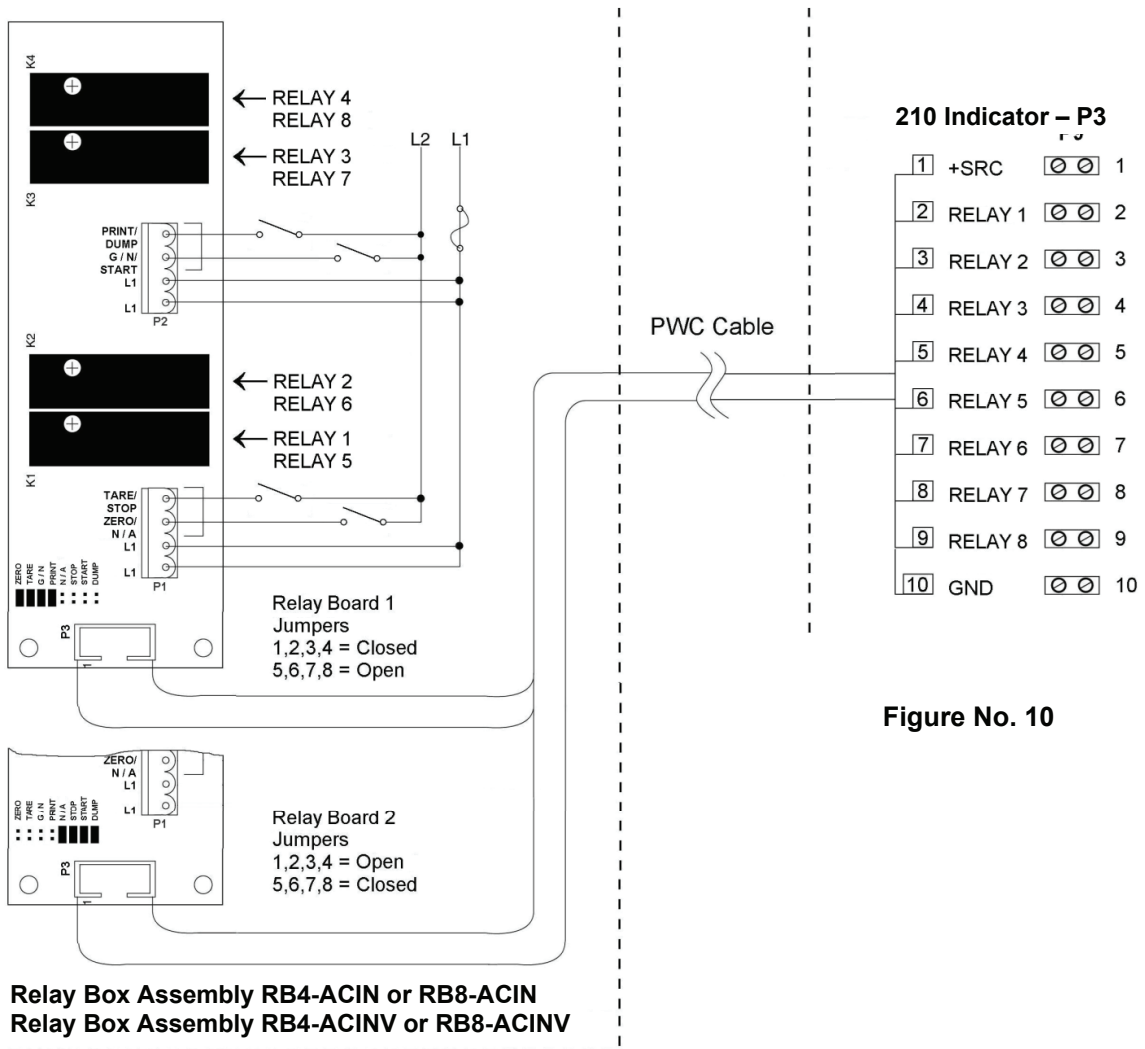 K4
RELAY 4
RELAY 8
K3
RELAY 3
RELAY 7
L2 L1
PRINT/
DUMP
G / N/
START
L1
L1
P2
K2
RELAY 2
RELAY 6
K1
RELAY 1
RELAY 5
TARE/
STOP
ZERO/
N / A
L1
L1
P1
ZERO
TARE
G / N
PRINT
N / A
STOP
START
DUMP
P3
1
Relay Board 1
Jumpers
1,2,3,4 = Closed
5,6,7,8 = Open
ZERO/
N / A
L1
L1
P1
ZERO
TARE
G / N
PRINT
N / A
STOP
START
DUMP
P3
1
Relay Board 2
Jumpers
1,2,3,4 = Open
5,6,7,8 = Closed
Relay Box Assembly RB4-ACIN or RB8-ACIN
Relay Box Assembly RB4-ACINV or RB8-ACINV
PWC Cable
210 Indicator – P3
1 +SRC 1
2 RELAY 1 2
3 RELAY 2 3
4 RELAY 3 4
5 RELAY 4 5
6 RELAY 5 6
7 RELAY 6 7
8 RELAY 7 8
9 RELAY 8 9
10 GND 10
Figure No. 10